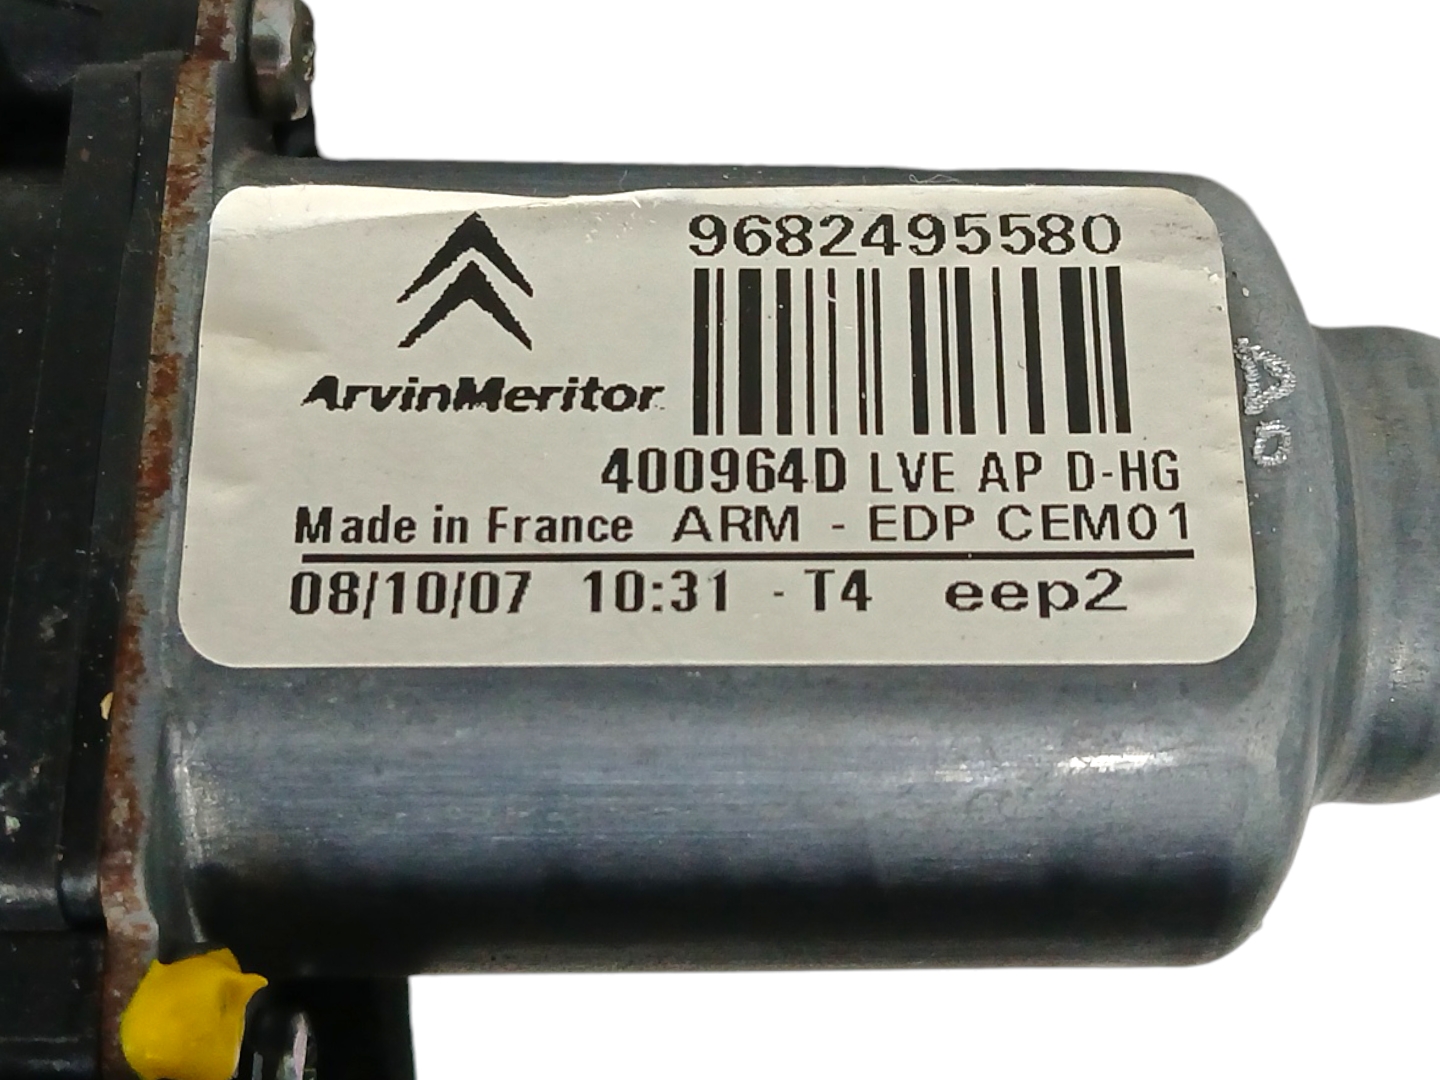 9682495580
ArvinMeritor
400964D LVE AP D-HG
Made in France ARM - EDP CEM01
08/10/07 10:31 - T4 eep2